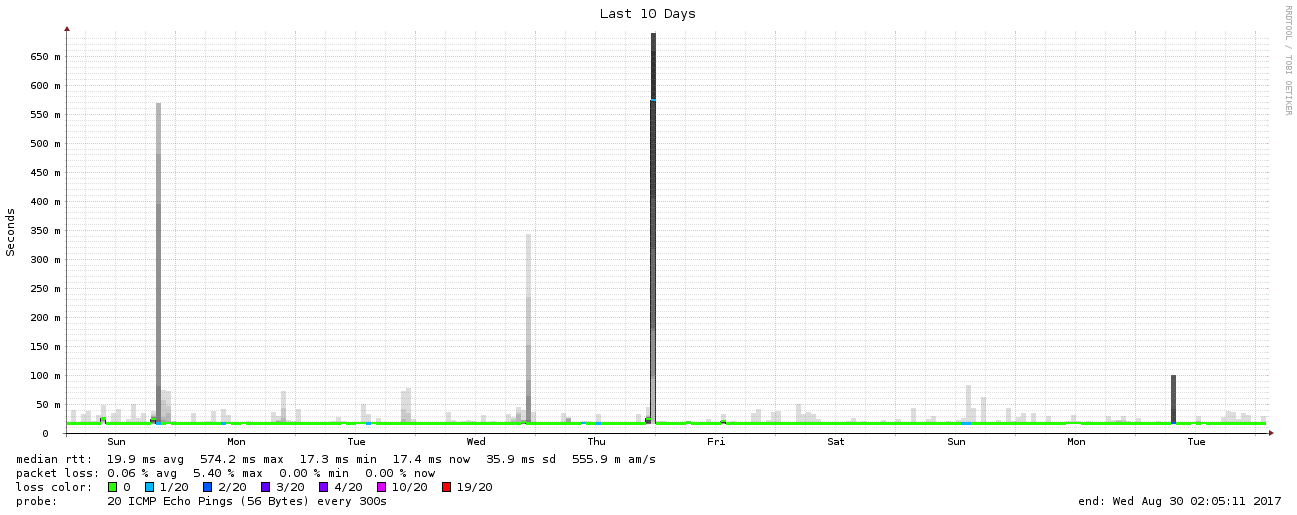 Last 10 Days
RRDTOOL / TOBI OETIKER
Seconds
650 m
600 m
550 m
500 m
450 m
400 m
350 m
300 m
250 m
200 m
150 m
100 m
50 m
0
Sun Mon Tue Wed Thu Fri Sat Sun Mon Tue
median rtt: 19.9 ms avg 574.2 ms max 17.3 ms min 17.4 ms now 35.9 ms sd 555.9 m am/s
packet loss: 0.06 % avg 5.40 % max 0.00 % min 0.00 % now
loss color: 0 1/20 2/20 3/20 4/20 10/20 19/20
probe: 20 ICMP Echo Pings (56 Bytes) every 300s end: Wed Aug 30 02:05:11 2017